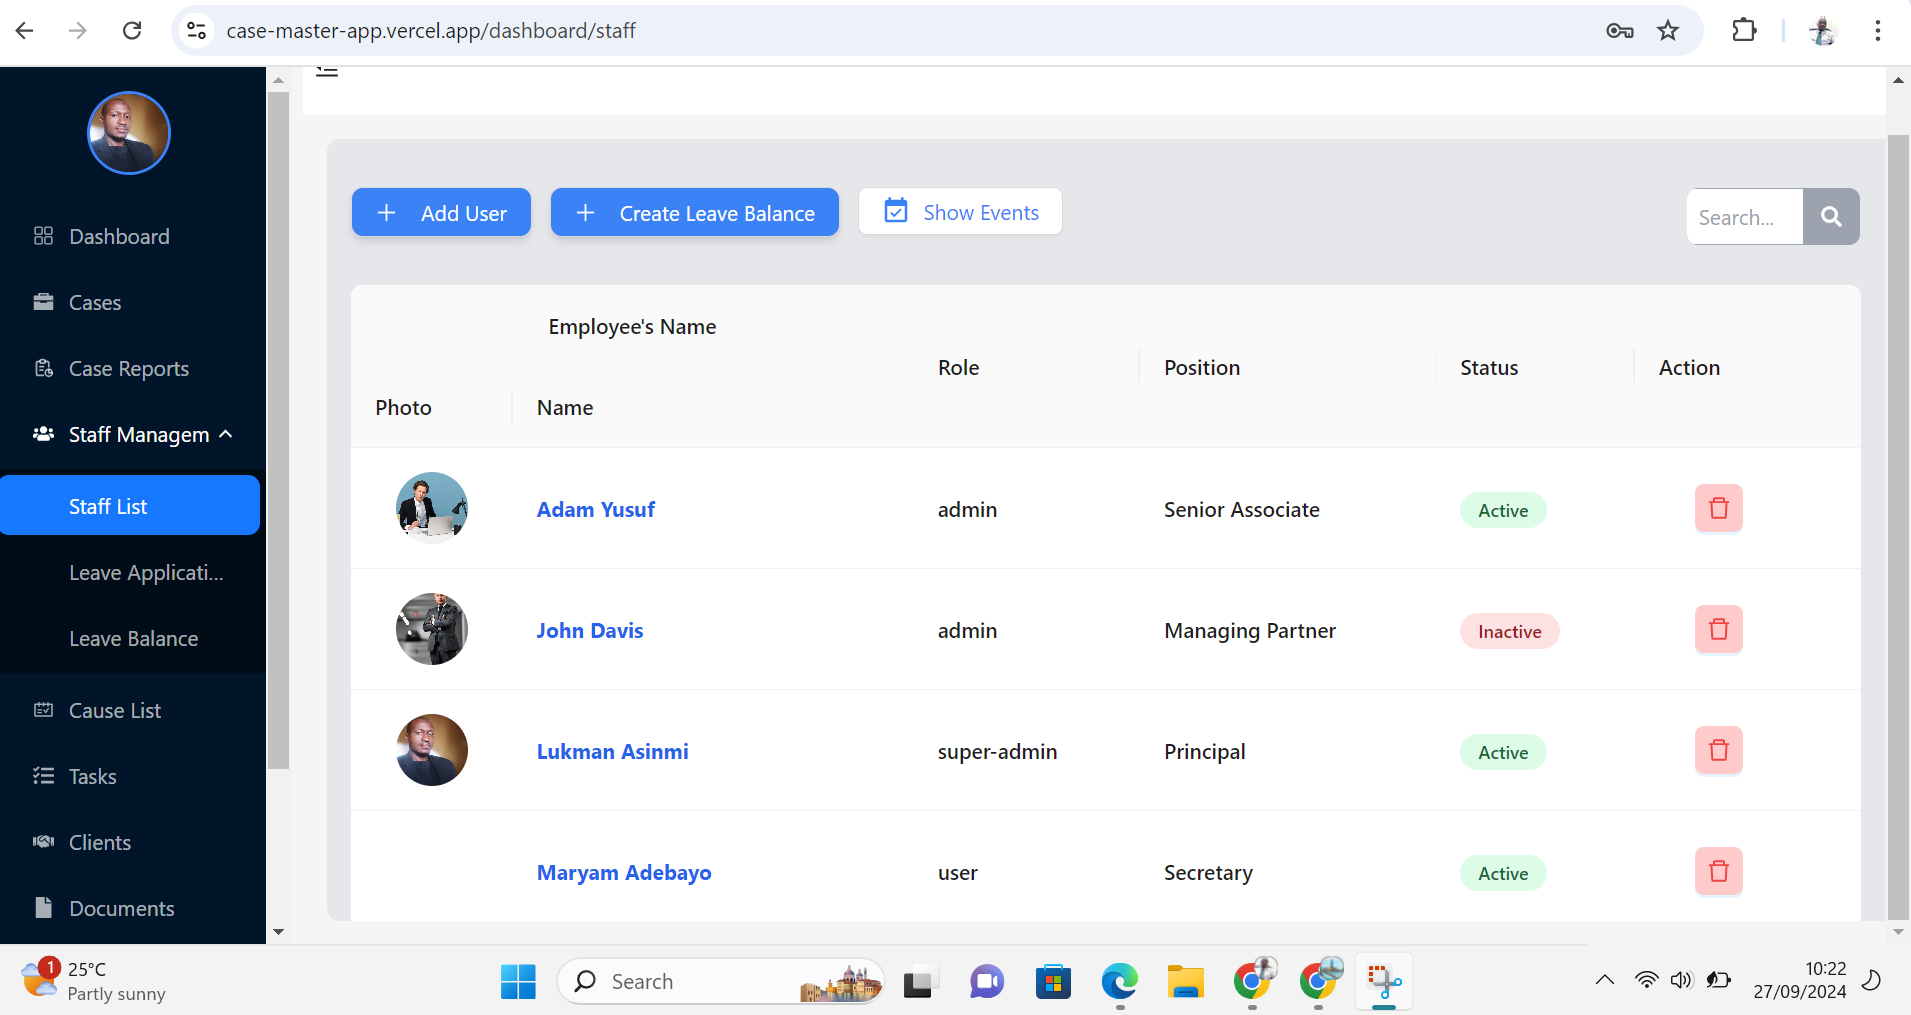 case-master-app.vercel.app/dashboard/staff
Dashboard
Cases
Case Reports
Staff Managem
Staff List
Leave Applicati...
Leave Balance
Cause List
Tasks
Clients
Documents
Add User
Create Leave Balance
Show Events
Search...
Employee's Name
Role
Position
Status
Action
Photo
Name
Adam Yusuf admin Senior Associate Active
John Davis admin Managing Partner Inactive
Lukman Asinmi super-admin Principal Active
Maryam Adebayo user Secretary Active
1
25°C
Partly sunny
Search
10:22
27/09/2024